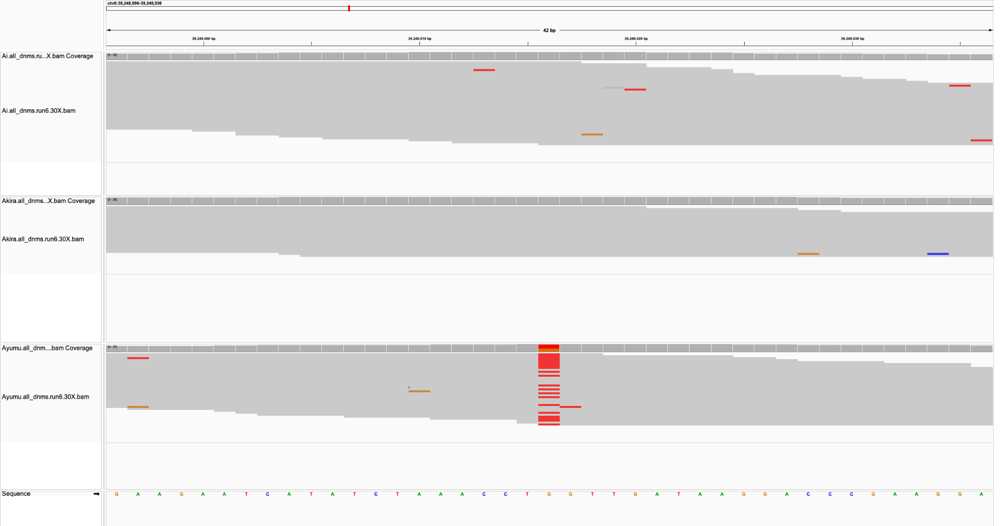 chr8:39,248,996-39,249,036
42 bp
39,249,000 bp 39,249,010 bp 39,249,020 bp 39,249,030 bp
Ai.all_dnms.ru...X.bam Coverage
[0 - 43]
Ai.all_dnms.run6.30X.bam
Akira.all_dnms...X.bam Coverage
[0 - 26]
Akira.all_dnms.run6.30X.bam
Ayumu.all_dnm....bam Coverage
[0 - 37]
Ayumu.all_dnms.run6.30X.bam
Sequence G A A G A A T C A T A T C T A A A C C T G G T T G A T A A G G A C C C G A A G G A